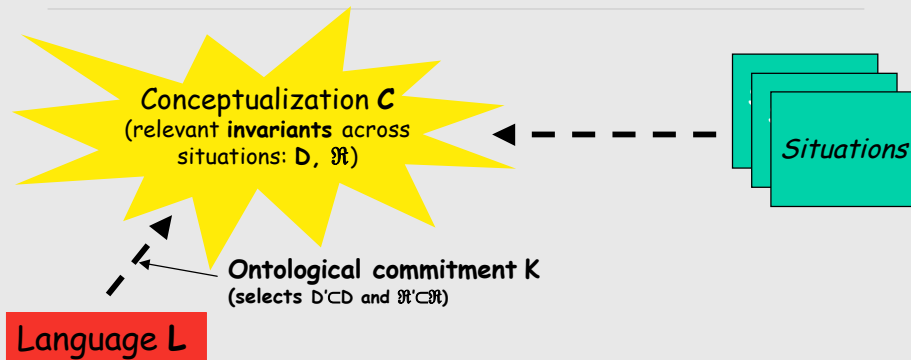 Conceptualization C
(relevant invariants across
situations: D, ℜ)
Situations
Ontological commitment K
(selects D'⊂D and ℜ'⊂ℜ)
Language L